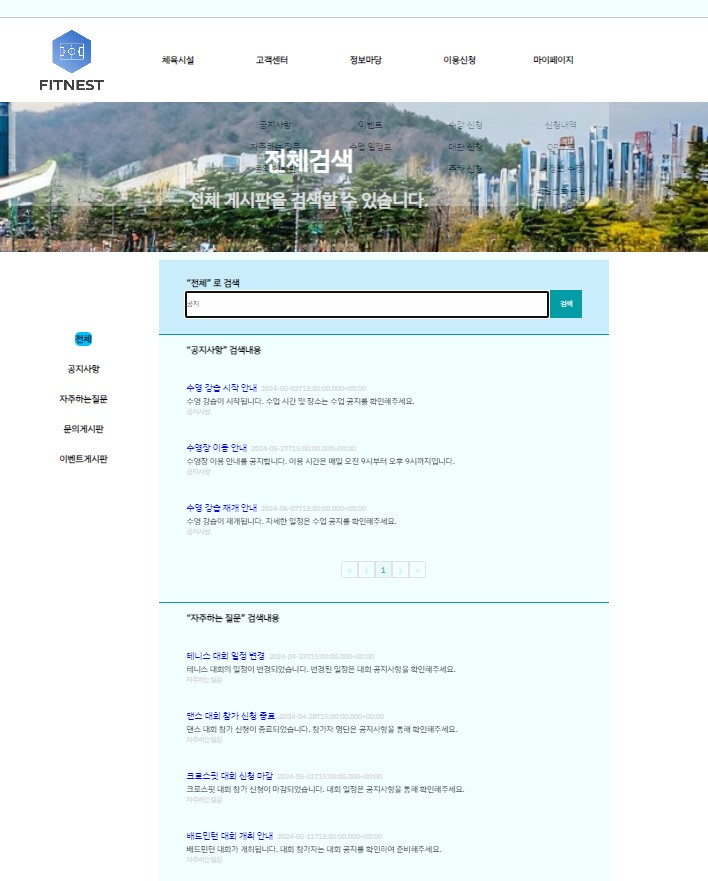 FITNEST
체육시설 고객센터 정보마당 이용신청 마이페이지
공지사항 이벤트 수강 신청 신청내역
자주하는 질문 수업 일정표 대관 신청
전체검색
전체 게시판을 검색할 수 있습니다.
“전체” 로 검색
공지 검색
전체
공지사항
자주하는질문
문의게시판
이벤트게시판
“공지사항” 검색내용
수영 강습 시작 안내 2024-05-02T15:00:00.000+00:00
수영 강습이 시작됩니다. 수업 시간 및 장소는 수업 공지를 확인해주세요.
공지사항
수영장 이용 안내 2024-05-27T15:00:00.000+00:00
수영장 이용 안내를 공지합니다. 이용 시간은 매일 오전 9시부터 오후 9시까지입니다.
공지사항
수영 강습 재개 안내 2024-06-07T15:00:00.000+00:00
수영 강습이 재개됩니다. 자세한 일정은 수업 공지를 확인해주세요.
공지사항
« ⟨ 1 ⟩ »
“자주하는 질문” 검색내용
테니스 대회 일정 변경 2024-04-23T15:00:00.000+00:00
테니스 대회의 일정이 변경되었습니다. 변경된 일정은 대회 공지사항을 확인해주세요.
자주하는질문
댄스 대회 참가 신청 종료 2024-04-28T15:00:00.000+00:00
댄스 대회 참가 신청이 종료되었습니다. 참가자 명단은 공지사항을 통해 확인해주세요.
자주하는질문
크로스핏 대회 신청 마감 2024-05-01T15:00:00.000+00:00
크로스핏 대회 참가 신청이 마감되었습니다. 대회 일정은 공지사항을 통해 확인해주세요.
자주하는질문
배드민턴 대회 개최 안내 2024-05-11T15:00:00.000+00:00
배드민턴 대회가 개최됩니다. 대회 참가자는 대회 공지를 확인하여 준비해주세요.
자주하는질문